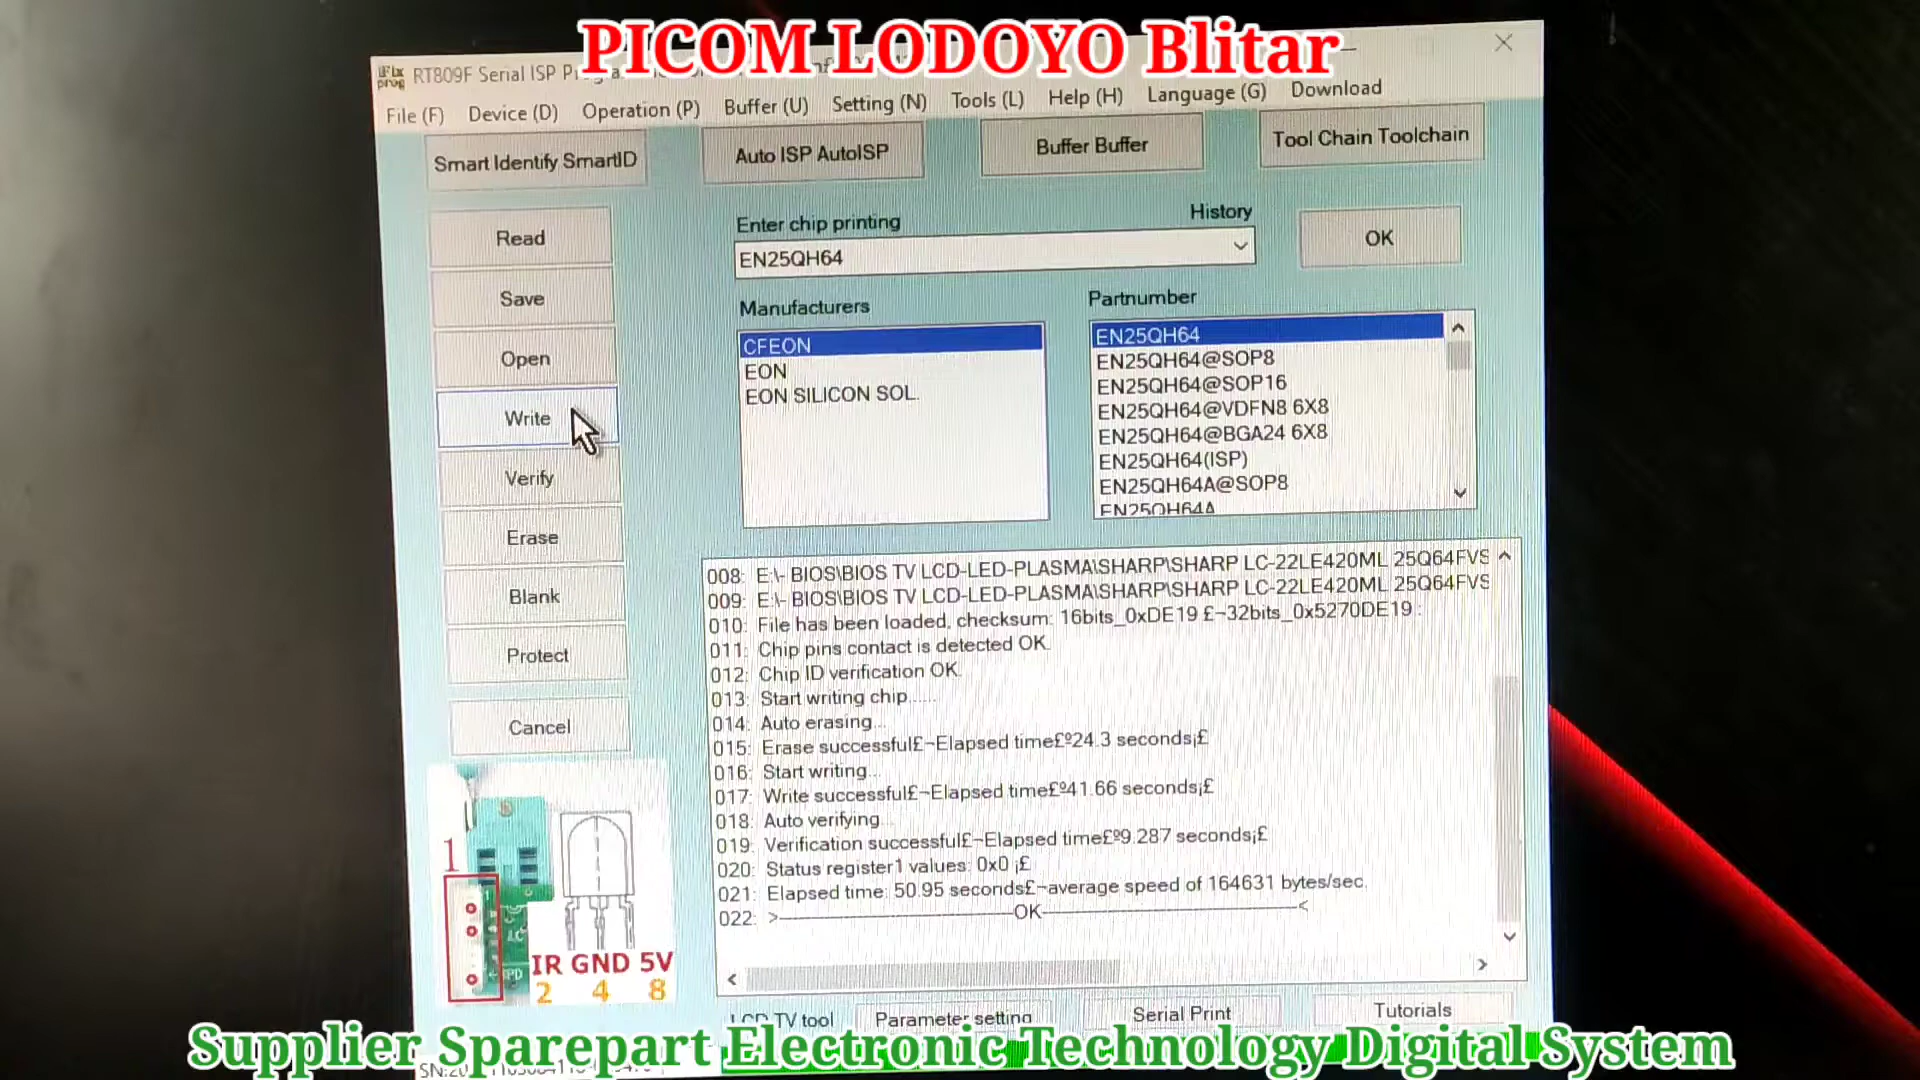 PICOM LODOYO Blitar
RT809F Serial ISP
File (F) Device (D) Operation (P) Buffer (U) Setting (N) Tools (L) Help (H) Language (G) Download
Smart Identify SmartID Auto ISP AutoISP Buffer Buffer Tool Chain Toolchain
Enter chip printing History
EN25QH64 OK
Read
Save
Open
Write
Verify
Erase
Blank
Protect
Cancel
Manufacturers
CFEON
EON
EON SILICON SOL.
Partnumber
EN25QH64
EN25QH64@SOP8
EN25QH64@SOP16
EN25QH64@VDFN8 6X8
EN25QH64@BGA24 6X8
EN25QH64(ISP)
EN25QH64A@SOP8
EN25QH64A
008: E:\- BIOS\BIOS TV LCD-LED-PLASMA\SHARP\SHARP LC-22LE420ML 25Q64FVS
009: E:\- BIOS\BIOS TV LCD-LED-PLASMA\SHARP\SHARP LC-22LE420ML 25Q64FVS
010: File has been loaded, checksum: 16bits_0xDE19 £¬32bits_0x5270DE19 :
011: Chip pins contact is detected OK.
012: Chip ID verification OK.
013: Start writing chip......
014: Auto erasing...
015: Erase successful£¬Elapsed time£º24.3 seconds¡£
016: Start writing...
017: Write successful£¬Elapsed time£º41.66 seconds¡£
018: Auto verifying...
019: Verification successful£¬Elapsed time£º9.287 seconds¡£
020: Status register1 values: 0x0 ¡£
021: Elapsed time: 50.95 seconds£¬average speed of 164631 bytes/sec.
022: >----------OK----------<
1
IR GND 5V
2 4 8
LCD TV tool Parameter setting Serial Print Tutorials
Supplier Sparepart Electronic Technology Digital System